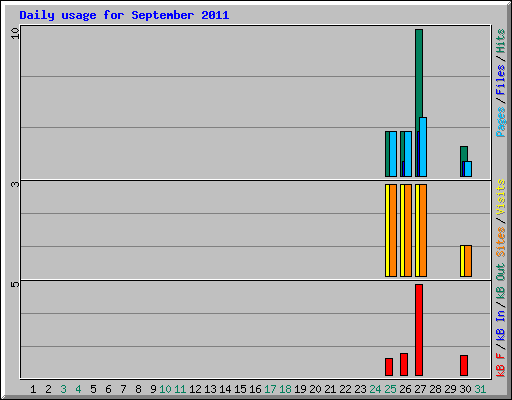 Daily usage for September 2011
10
3
5
Pages / Files / Hits
Sites / Visits
kB F / kB In / kB Out
1 2 3 4 5 6 7 8 9 10 11 12 13 14 15 16 17 18 19 20 21 22 23 24 25 26 27 28 29 30 31